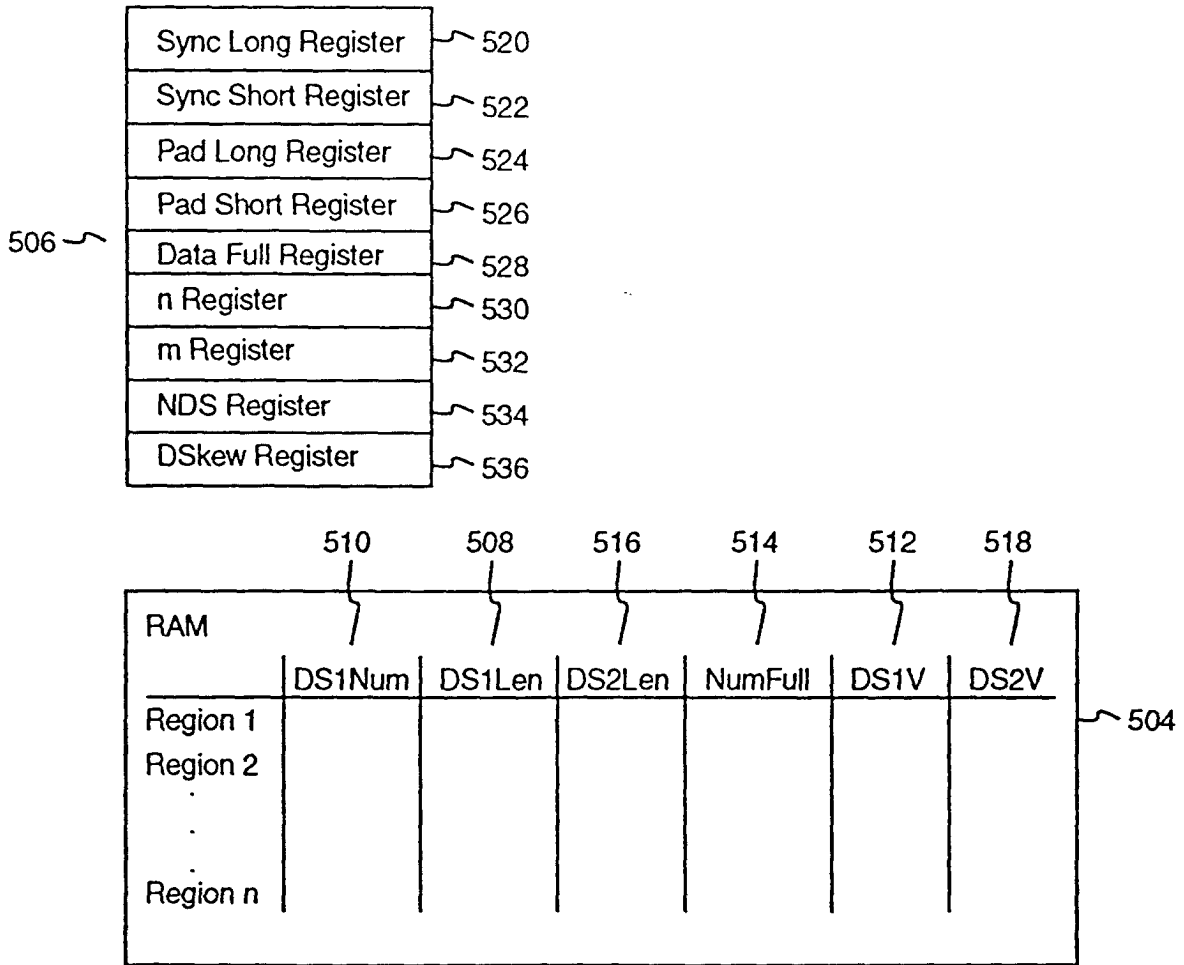 Sync Long Register 520
Sync Short Register 522
Pad Long Register 524
Pad Short Register 526
506
Data Full Register 528
n Register 530
m Register 532
NDS Register 534
DSkew Register 536
510 508 516 514 512 518
RAM
DS1Num DS1Len DS2Len NumFull DS1V DS2V
Region 1
504
Region 2
.
.
.
Region n